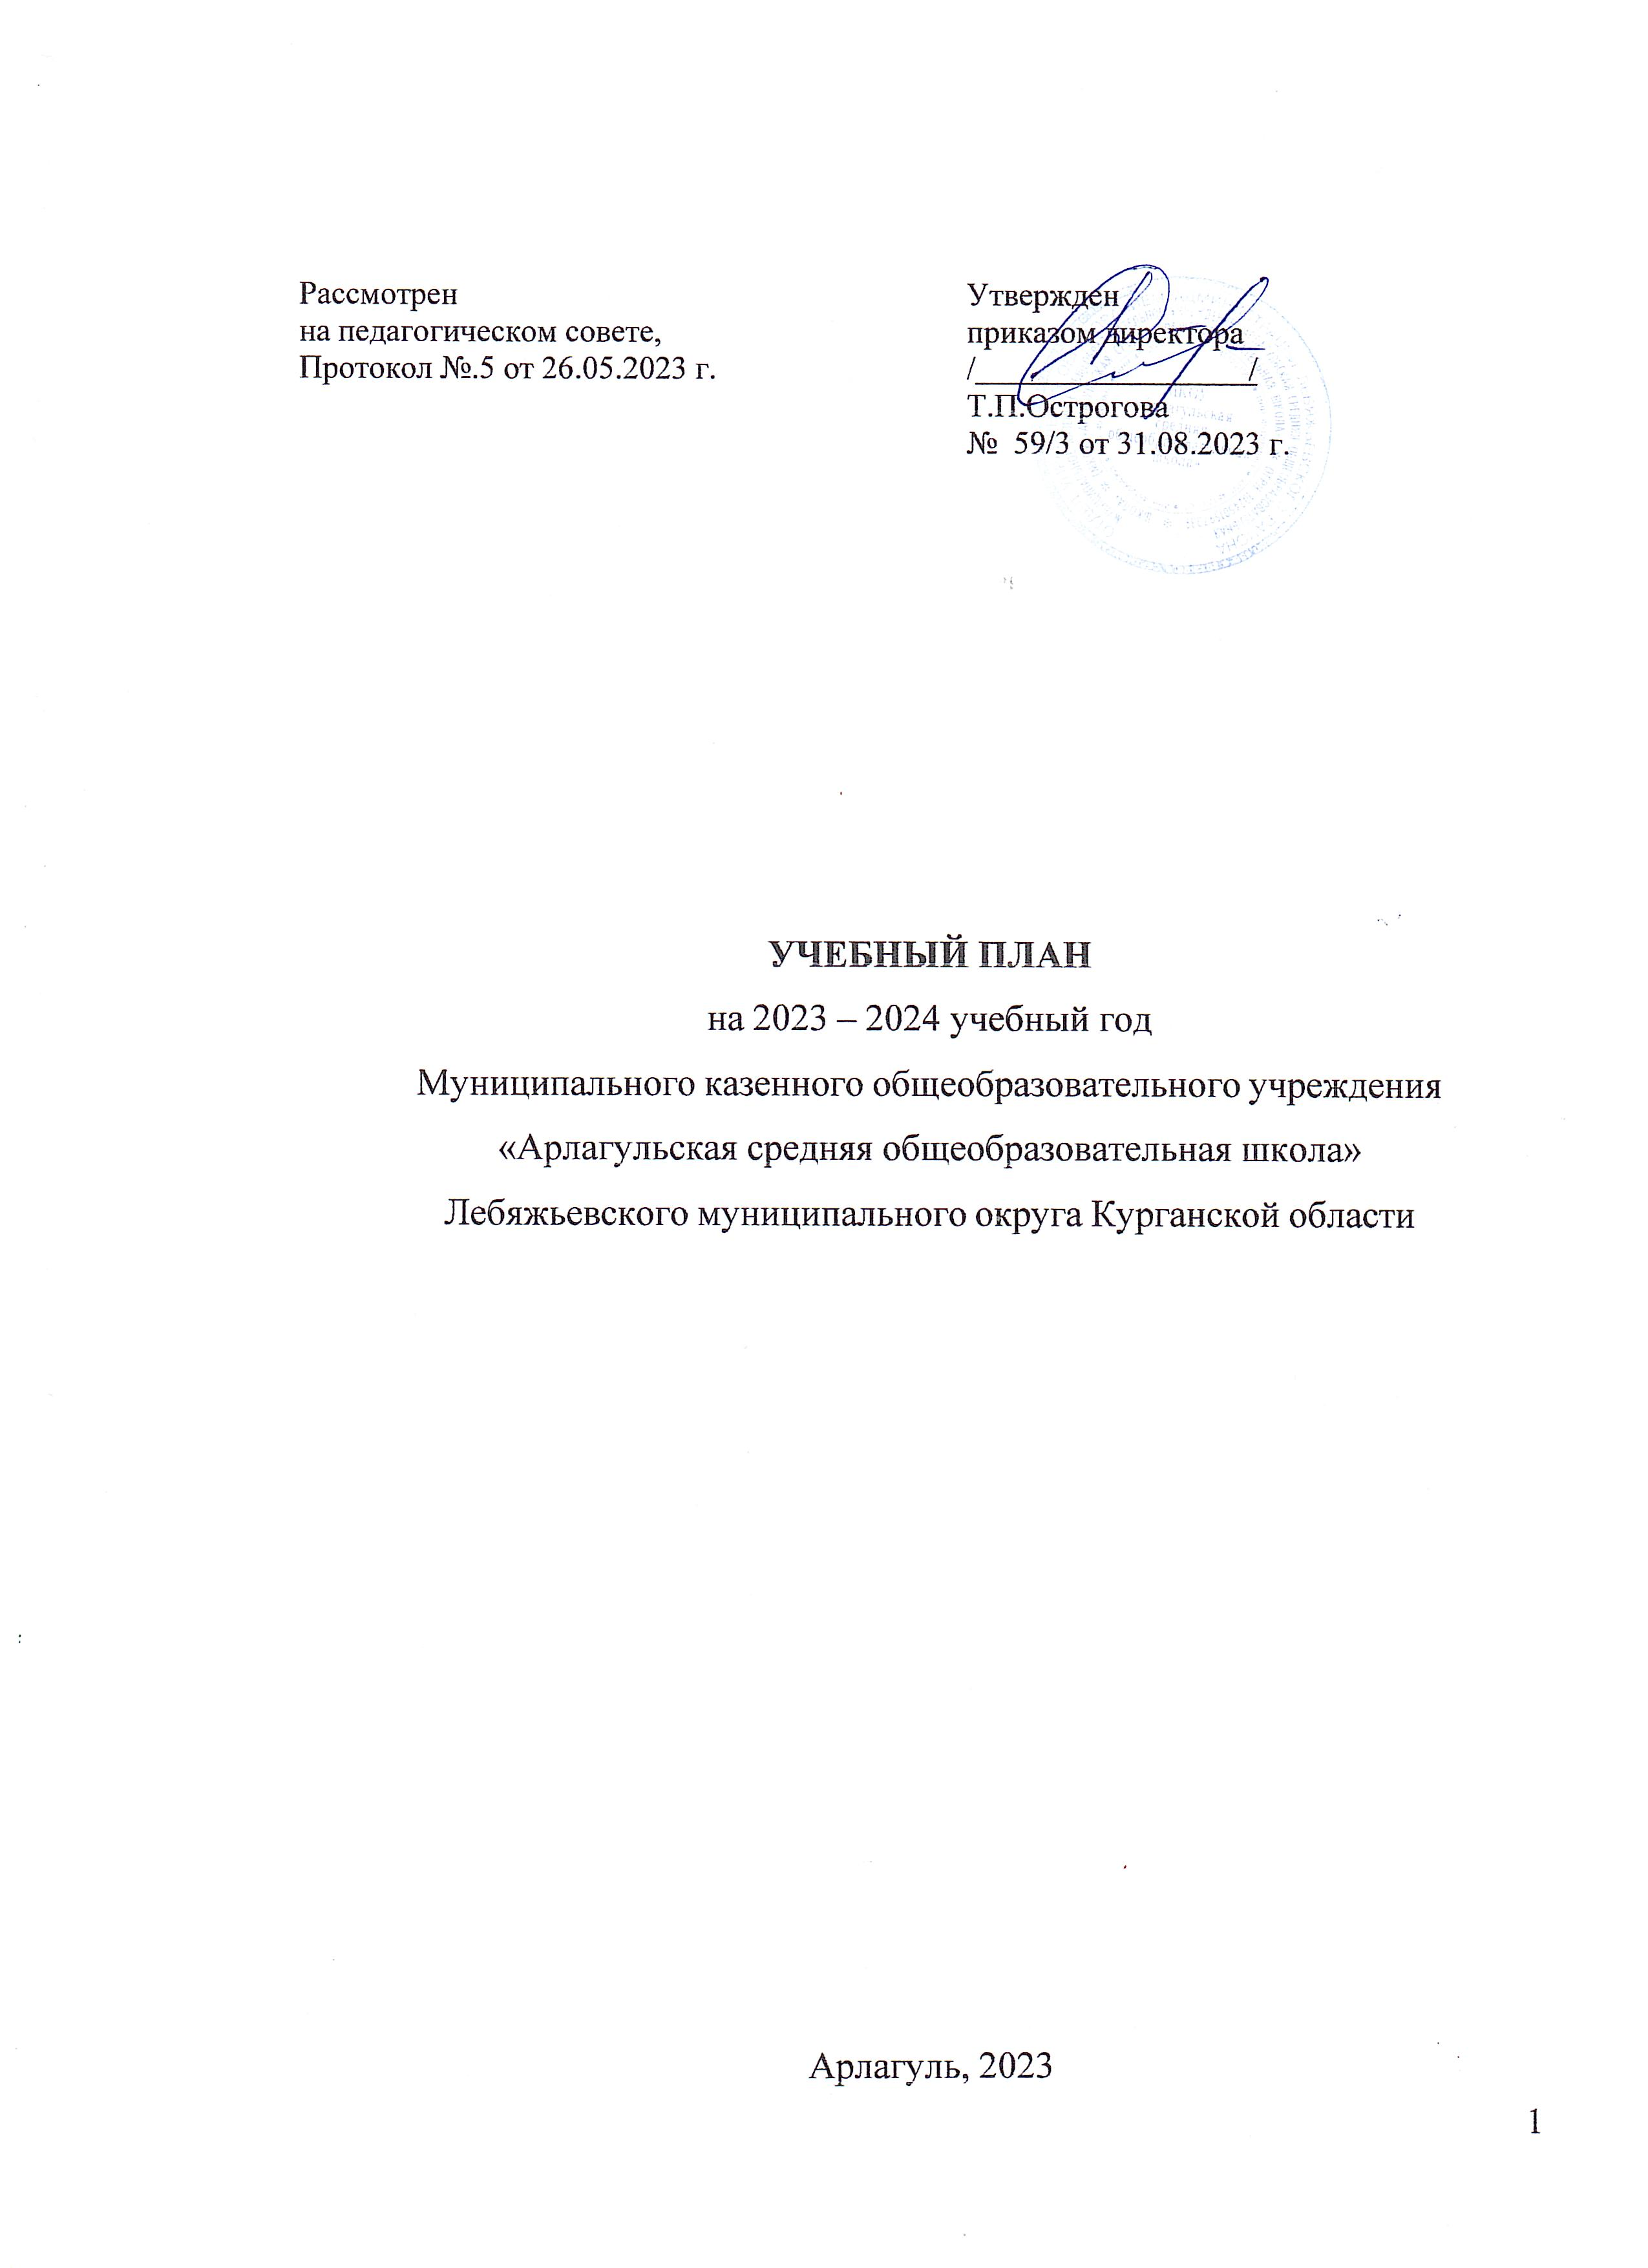 Рассмотрен
на педагогическом совете,
Протокол №.5 от 26.05.2023 г.
Утвержден
приказом директора
/__________________/
Т.П.Острогова
№ 59/3 от 31.08.2023 г.
УЧЕБНЫЙ ПЛАН
на 2023 – 2024 учебный год
Муниципального казенного общеобразовательного учреждения
«Арлагульская средняя общеобразовательная школа»
Лебяжьевского муниципального округа Курганской области
Арлагуль, 2023
1